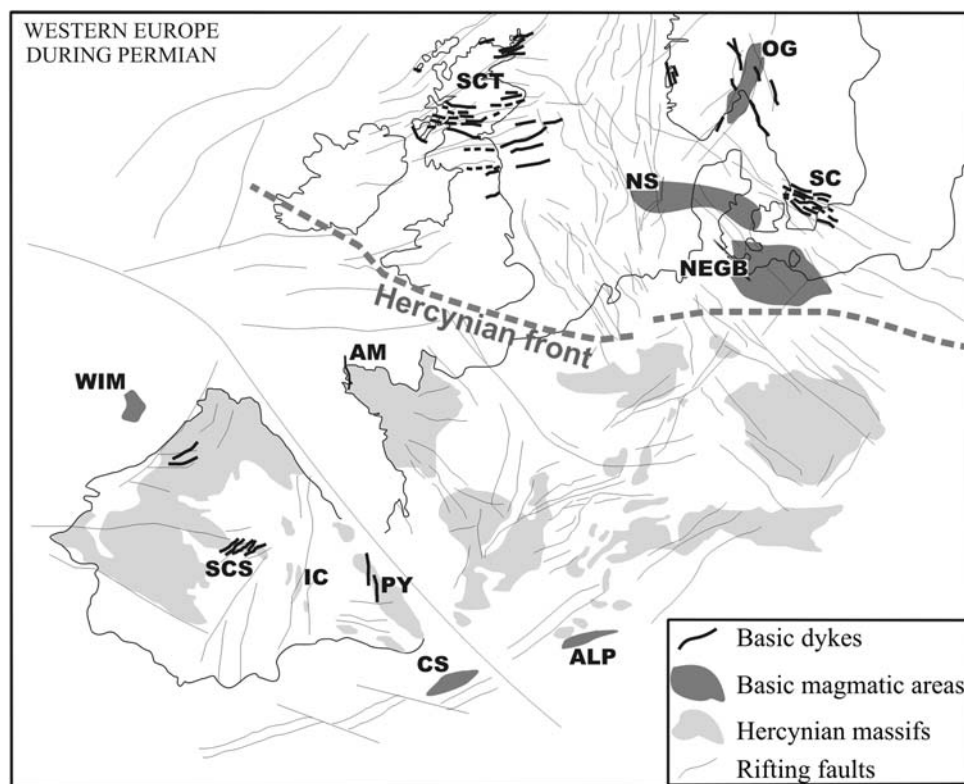 WESTERN EUROPE
DURING PERMIAN
OG
SCT
SC
NS
NEGB
Hercynian front
AM
WIM
SCS
IC
PY
CS
ALP
Basic dykes
Basic magmatic areas
Hercynian massifs
Rifting faults